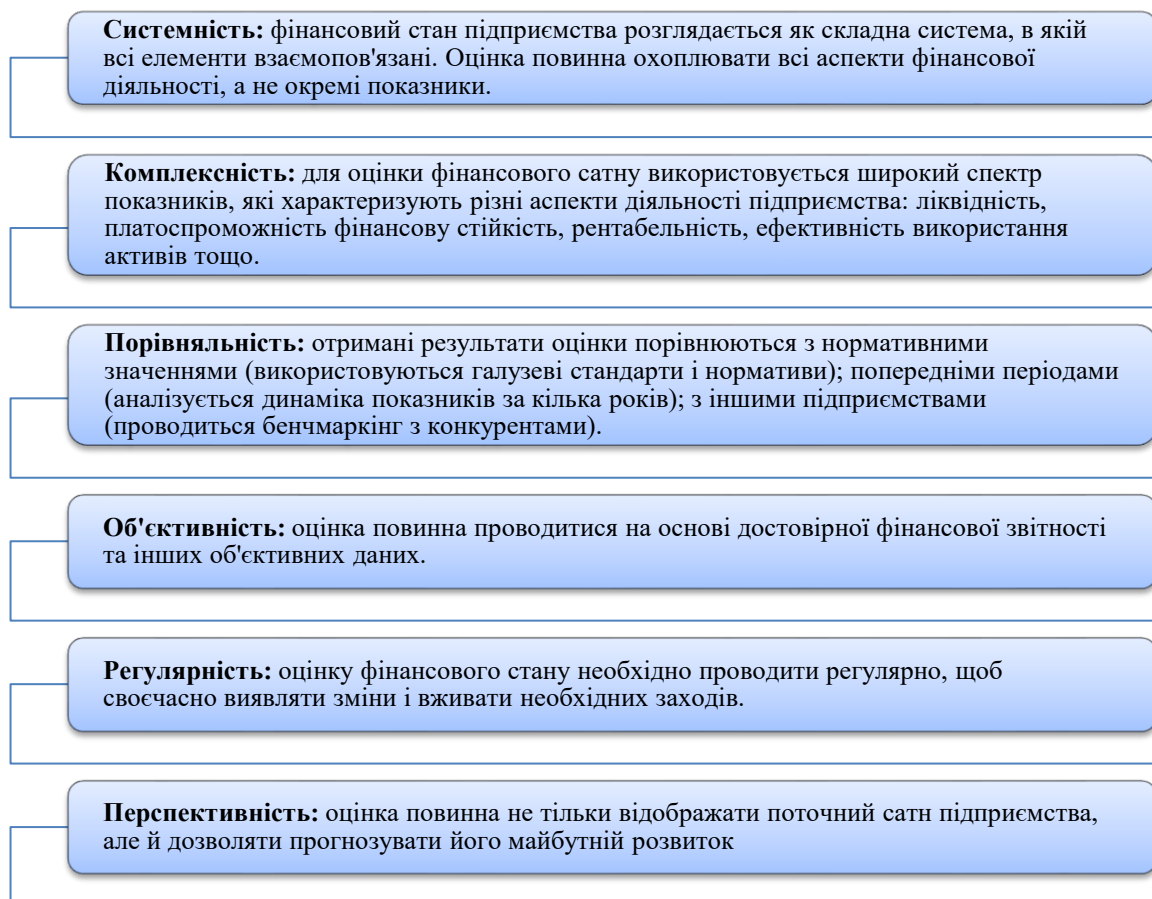 Системність: фінансовий стан підприємства розглядається як складна система, в якій
всі елементи взаємопов'язані. Оцінка повинна охоплювати всі аспекти фінансової
діяльності, а не окремі показники.
Комплексність: для оцінки фінансового сатну використовується широкий спектр
показників, які характеризують різні аспекти діяльності підприємства: ліквідність,
платоспроможність фінансову стійкість, рентабельність, ефективність використання
активів тощо.
Порівняльність: отримані результати оцінки порівнюються з нормативними
значеннями (використовуються галузеві стандарти і нормативи); попередніми періодами
(аналізується динаміка показників за кілька років); з іншими підприємствами
(проводиться бенчмаркінг з конкурентами).
Об'єктивність: оцінка повинна проводитися на основі достовірної фінансової звітності
та інших об'єктивних даних.
Регулярність: оцінку фінансового стану необхідно проводити регулярно, щоб
своєчасно виявляти зміни і вживати необхідних заходів.
Перспективність: оцінка повинна не тільки відображати поточний сатн підприємства,
але й дозволяти прогнозувати його майбутній розвиток